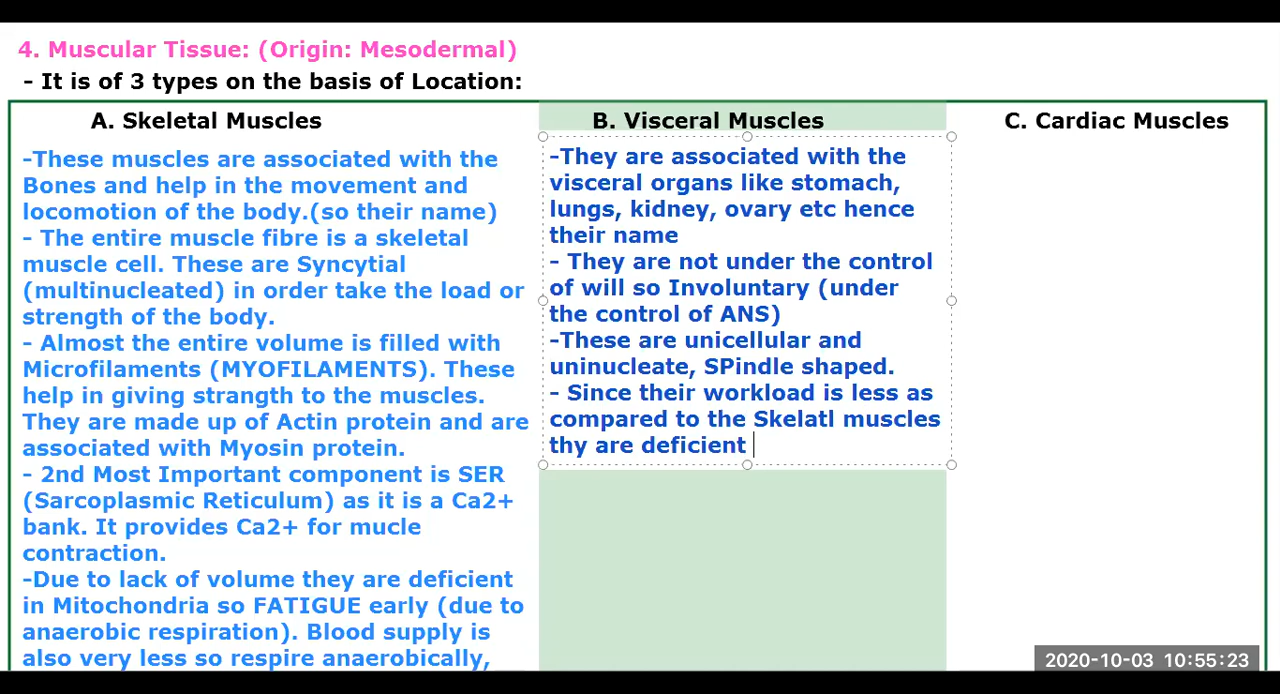 4. Muscular Tissue: (Origin: Mesodermal)
- It is of 3 types on the basis of Location:
A. Skeletal Muscles
-These muscles are associated with the
Bones and help in the movement and
locomotion of the body.(so their name)
- The entire muscle fibre is a skeletal
muscle cell. These are Syncytial
(multinucleated) in order take the load or
strength of the body.
- Almost the entire volume is filled with
Microfilaments (MYOFILAMENTS). These
help in giving strangth to the muscles.
They are made up of Actin protein and are
associated with Myosin protein.
- 2nd Most Important component is SER
(Sarcoplasmic Reticulum) as it is a Ca2+
bank. It provides Ca2+ for mucle
contraction.
-Due to lack of volume they are deficient
in Mitochondria so FATIGUE early (due to
anaerobic respiration). Blood supply is
also very less so respire anaerobically,
B. Visceral Muscles
-They are associated with the
visceral organs like stomach,
lungs, kidney, ovary etc hence
their name
- They are not under the control
of will so Involuntary (under
the control of ANS)
-These are unicellular and
uninucleate, SPindle shaped.
- Since their workload is less as
compared to the Skelatl muscles
thy are deficient
C. Cardiac Muscles
2020-10-03 10:55:23